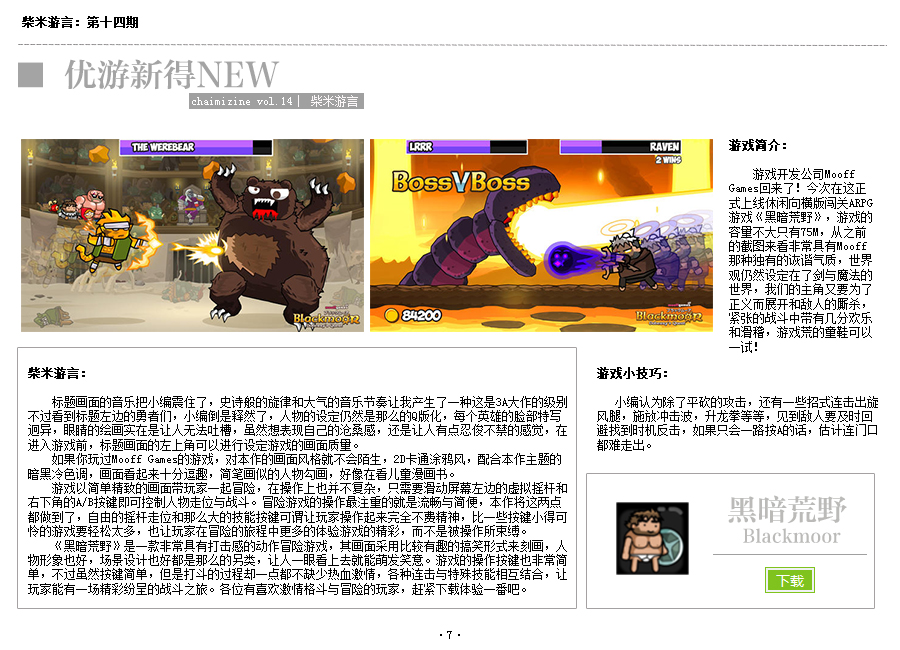 柴米游言：第十四期
优游新得NEW
chaimizine vol.14| 柴米游言
THE WEREBEAR
Blackmoor
LRRR
RAVEN
2 WINS
BossVBoss
84200
Blackmoor
游戏简介：
游戏开发公司Mooff
Games回来了！今次在这正
式上线休闲向横版闯关ARPG
游戏《黑暗荒野》，游戏的
容量不大只有75M，从之前
的截图来看非常具有Mooff
那种独有的诙谐气质，世界
观仍然设定在了剑与魔法的
世界，我们的主角又要为了
正义而展开和敌人的厮杀，
紧张的战斗中带有几分欢乐
和滑稽，游戏荒的童鞋可以
一试！
柴米游言：
标题画面的音乐把小编震住了，史诗般的旋律和大气的音乐节奏让我产生了一种这是3A大作的级别
不过看到标题左边的勇者们，小编倒是释然了，人物的设定仍然是那么的Q版化，每个英雄的脸部特写
迥异，眼睛的绘画实在是让人无法吐槽，虽然想表现自己的沧桑感，还是让人有点忍俊不禁的感觉，在
进入游戏前，标题画面的左上角可以进行设定游戏的画面质量。
如果你玩过Mooff Games的游戏，对本作的画面风格就不会陌生，2D卡通涂鸦风，配合本作主题的
暗黑冷色调，画面看起来十分逗趣，简笔画似的人物勾画，好像在看儿童漫画书。
游戏以简单精致的画面带玩家一起冒险，在操作上也并不复杂，只需要滑动屏幕左边的虚拟摇杆和
右下角的A/B按键即可控制人物走位与战斗。冒险游戏的操作最注重的就是流畅与简便，本作将这两点
都做到了，自由的摇杆走位和那么大的技能按键可谓让玩家操作起来完全不费精神，比一些按键小得可
怜的游戏要轻松太多，也让玩家在冒险的旅程中更多的体验游戏的精彩，而不是被操作所束缚。
《黑暗荒野》是一款非常具有打击感的动作冒险游戏，其画面采用比较有趣的搞笑形式来刻画，人
物形象也好，场景设计也好都是那么的另类，让人一眼看上去就能萌发笑意。游戏的操作按键也非常简
单，不过虽然按键简单，但是打斗的过程却一点都不缺少热血激情，各种连击与特殊技能相互结合，让
玩家能有一场精彩纷呈的战斗之旅。各位有喜欢激情格斗与冒险的玩家，赶紧下载体验一番吧。
游戏小技巧：
小编认为除了平砍的攻击，还有一些招式连击出旋
风腿，施放冲击波，升龙拳等等，见到敌人要及时回
避找到时机反击，如果只会一路按A的话，估计连门口
都难走出。
黑暗荒野
Blackmoor
下载
·7·